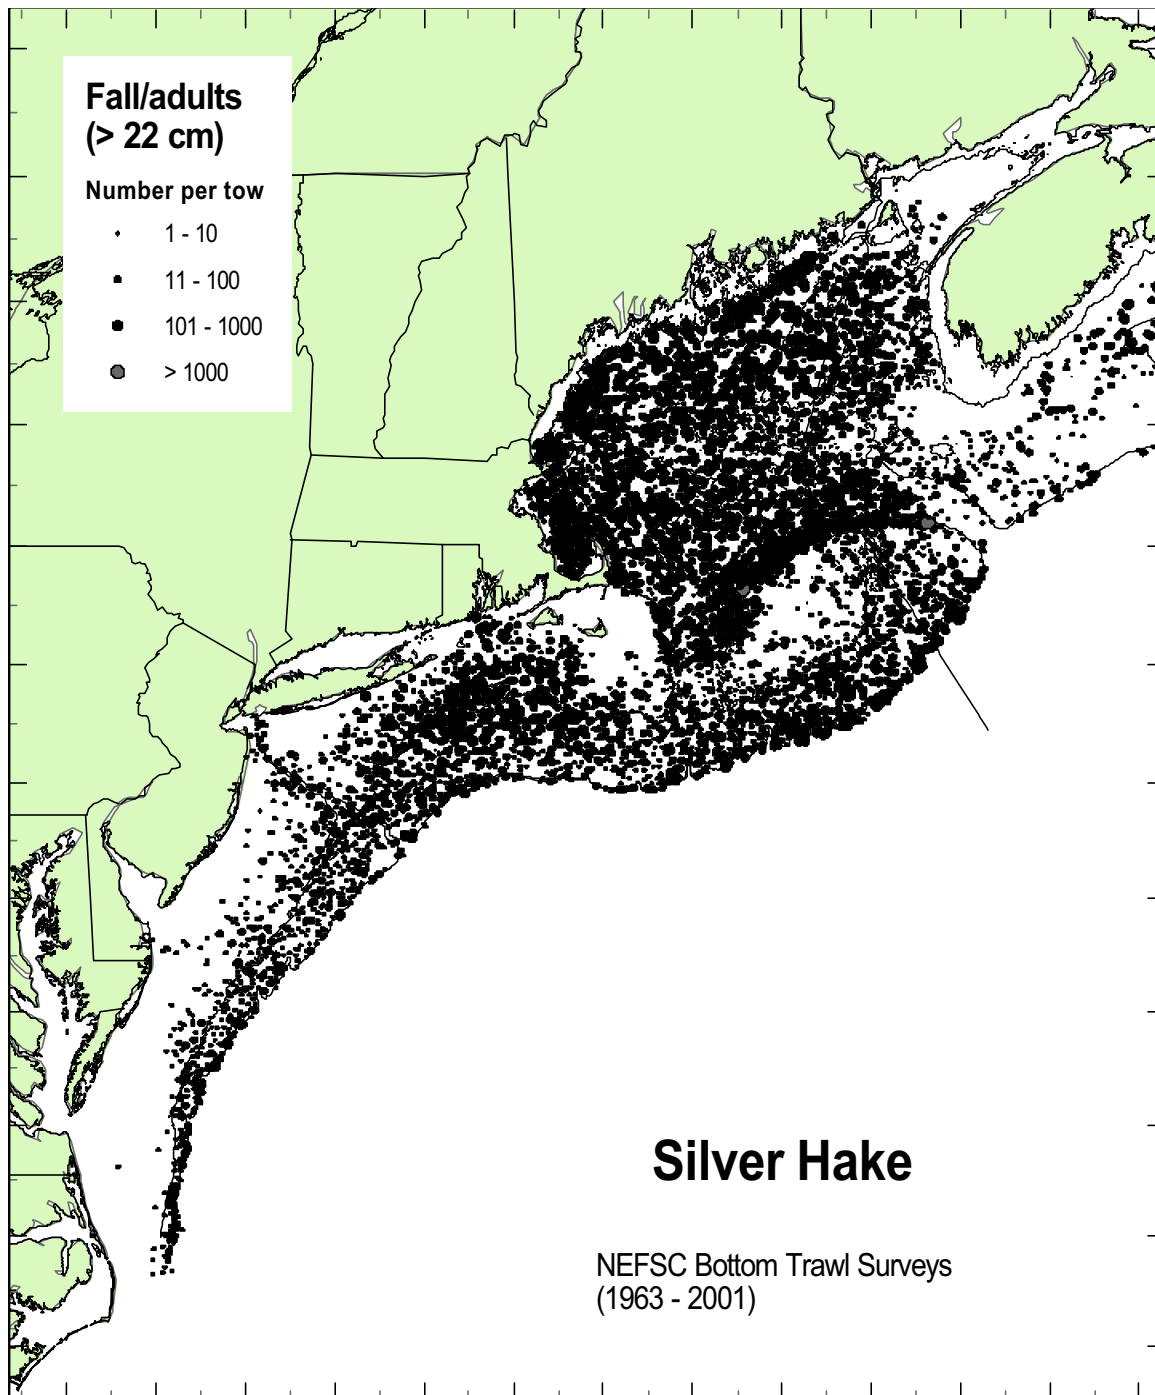 Fall/adults
(> 22 cm)
Number per tow
1 - 10
11 - 100
101 - 1000
> 1000
Silver Hake
NEFSC Bottom Trawl Surveys
(1963 - 2001)